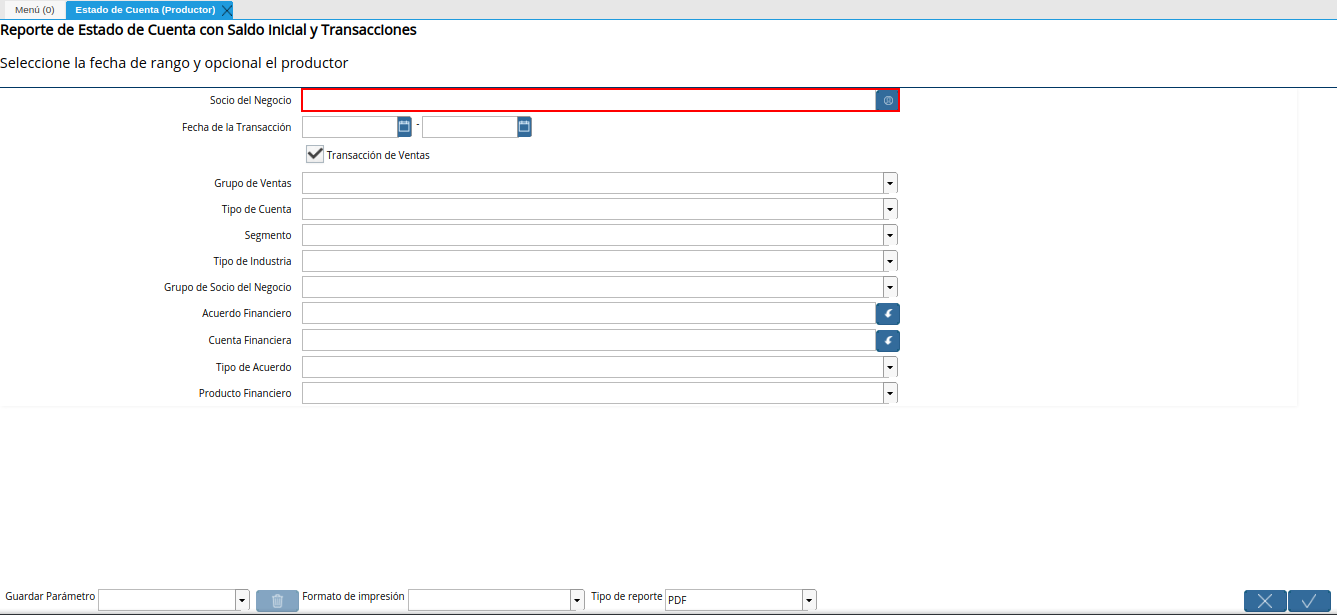 Menú (0) Estado de Cuenta (Productor)
Reporte de Estado de Cuenta con Saldo Inicial y Transacciones
Seleccione la fecha de rango y opcional el productor
Socio del Negocio
Fecha de la Transacción -
Transacción de Ventas
Grupo de Ventas
Tipo de Cuenta
Segmento
Tipo de Industria
Grupo de Socio del Negocio
Acuerdo Financiero
Cuenta Financiera
Tipo de Acuerdo
Producto Financiero
Guardar Parámetro Formato de impresión Tipo de reporte PDF